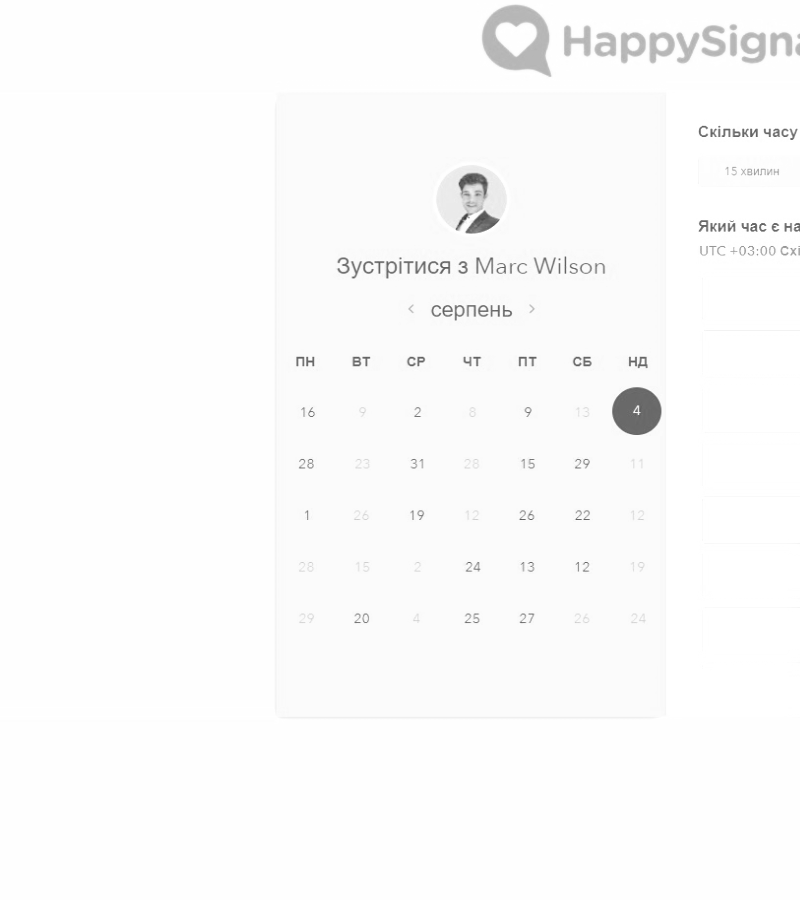 HappySigna
Зустрітися з Marc Wilson
серпень
ПН ВТ СР ЧТ ПТ СБ НД
16 9 2 8 9 13 4
28 23 31 28 15 29 11
1 26 19 12 26 22 12
28 15 2 24 13 12 19
29 20 4 25 27 26 24
Скільки часу
15 хвилин
Який час є на
UTC +03:00 Схі